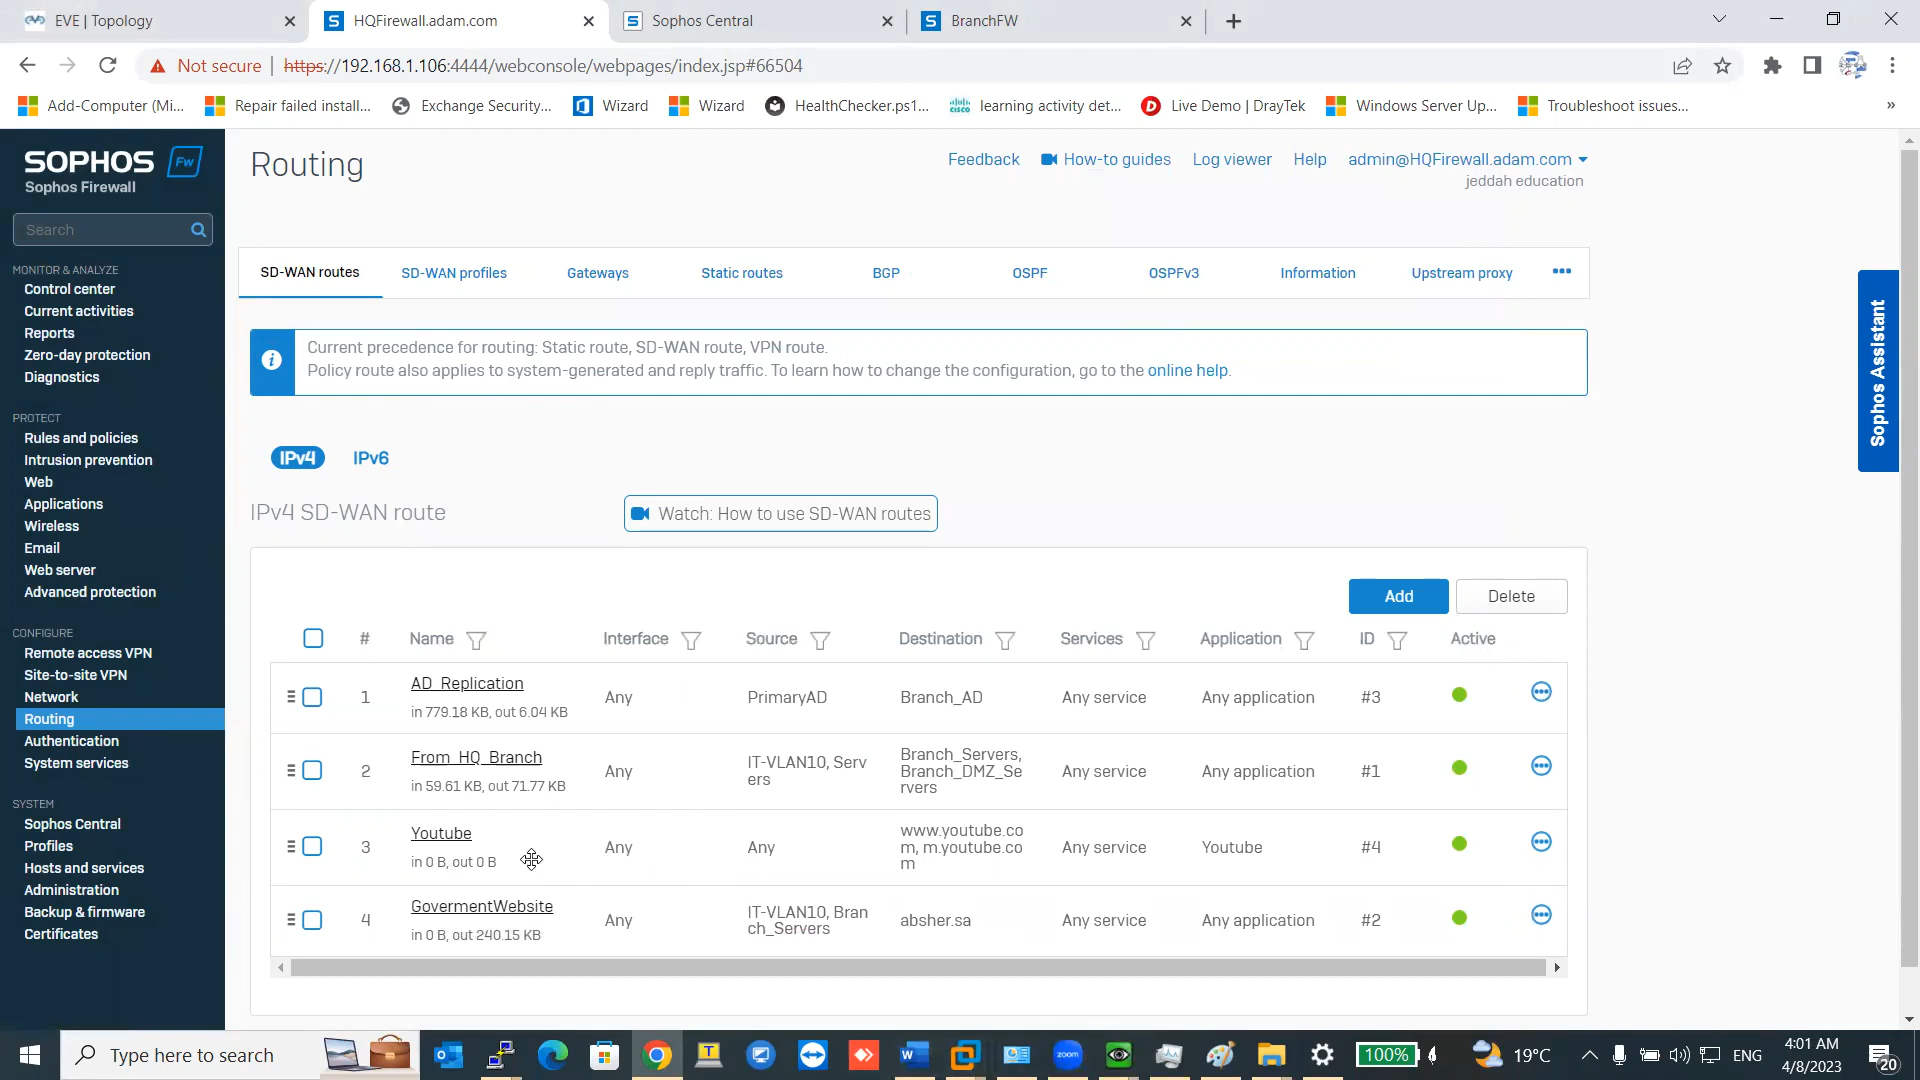 EVE | Topology
HQFirewall.adam.com
Sophos Central
BranchFW
Not secure
https://192.168.1.106:4444/webconsole/webpages/index.jsp#66504
Add-Computer (Mi...
Repair failed install...
Exchange Security...
Wizard
Wizard
HealthChecker.ps1...
learning activity det...
Live Demo | DrayTek
Windows Server Up...
Troubleshoot issues...
»
SOPHOS Fw
Sophos Firewall
Search
MONITOR & ANALYZE
Control center
Current activities
Reports
Zero-day protection
Diagnostics
PROTECT
Rules and policies
Intrusion prevention
Web
Applications
Wireless
Email
Web server
Advanced protection
CONFIGURE
Remote access VPN
Site-to-site VPN
Network
Routing
Authentication
System services
SYSTEM
Sophos Central
Profiles
Hosts and services
Administration
Backup & firmware
Certificates
Routing
Feedback
How-to guides
Log viewer
Help
admin@HQFirewall.adam.com
jeddah education
SD-WAN routes
SD-WAN profiles
Gateways
Static routes
BGP
OSPF
OSPFv3
Information
Upstream proxy
Current precedence for routing: Static route, SD-WAN route, VPN route.
Policy route also applies to system-generated and reply traffic. To learn how to change the configuration, go to the online help.
IPv4
IPv6
IPv4 SD-WAN route
Watch: How to use SD-WAN routes
Add
Delete
# Name Interface Source Destination Services Application ID Active
1 AD_Replication Any PrimaryAD Branch_AD Any service Any application #3
in 779.18 KB, out 6.04 KB
2 From_HQ_Branch Any IT-VLAN10, Serv
ers Branch_Servers,
Branch_DMZ_Se
rvers Any service Any application #1
in 59.61 KB, out 71.77 KB
3 Youtube Any Any www.youtube.co
m, m.youtube.co
m Any service Youtube #4
in 0 B, out 0 B
4 GovermentWebsite Any IT-VLAN10, Bran
ch_Servers absher.sa Any service Any application #2
in 0 B, out 240.15 KB
Sophos Assistant
Type here to search
zoom
100%
19°C
ENG
4:01 AM
4/8/2023
20